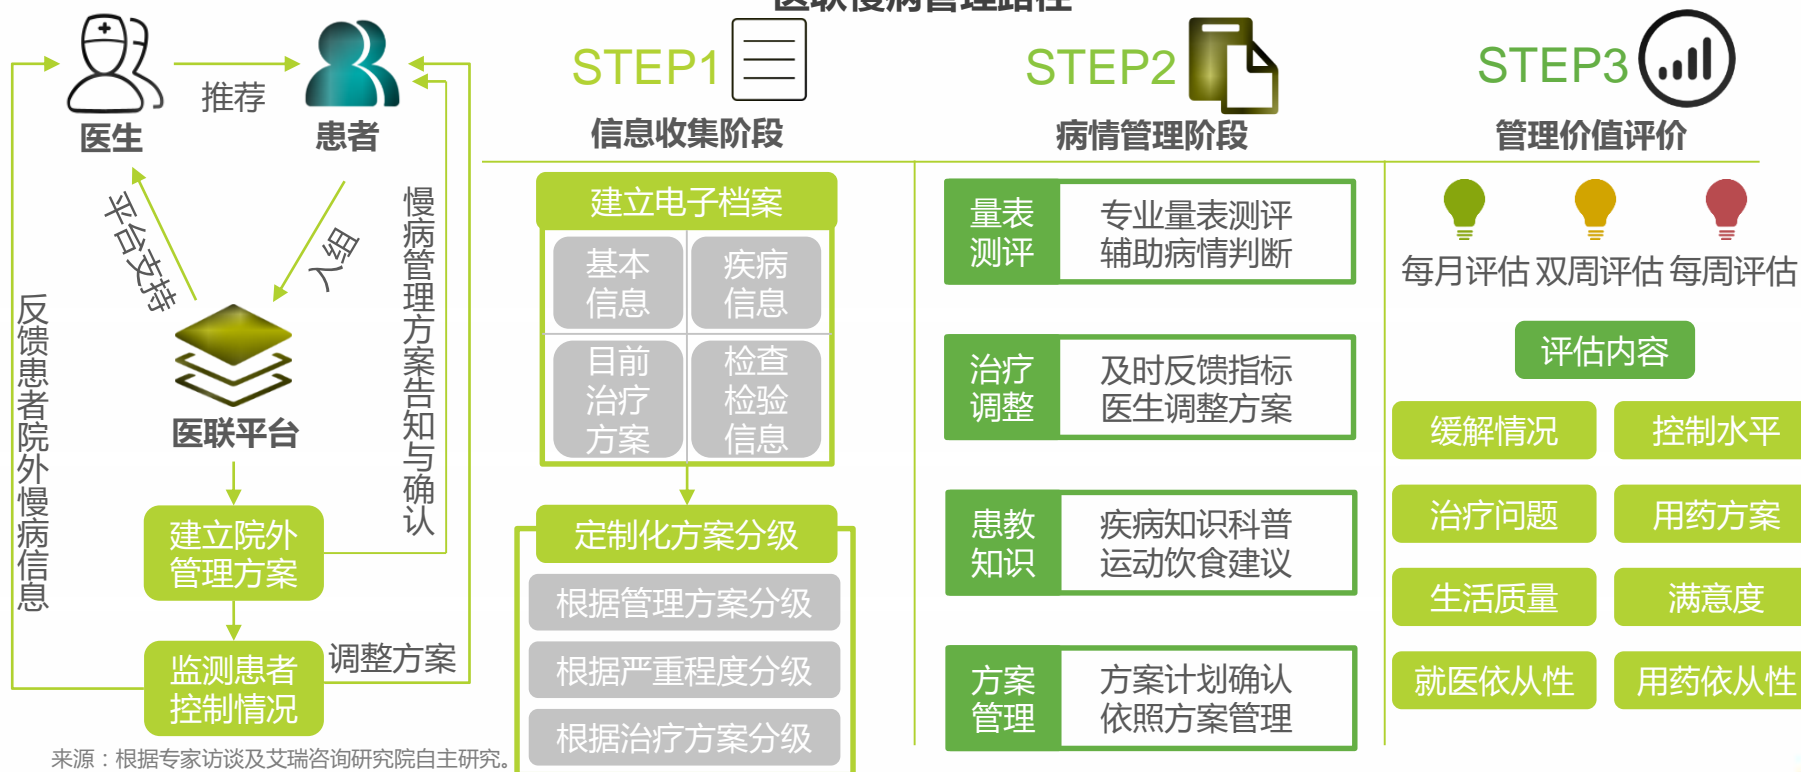 医联慢病管理路径
医生
推荐
患者
平台支持
入组
慢病管理方案告知与确认
反馈患者院外慢病信息
医联平台
建立院外
管理方案
监测患者
控制情况
调整方案
STEP1
信息收集阶段
建立电子档案
基本
信息
疾病
信息
目前
治疗
方案
检查
检验
信息
定制化方案分级
根据管理方案分级
根据严重程度分级
根据治疗方案分级
STEP2
病情管理阶段
量表
测评
专业量表测评
辅助病情判断
治疗
调整
及时反馈指标
医生调整方案
患教
知识
疾病知识科普
运动饮食建议
方案
管理
方案计划确认
依照方案管理
STEP3
管理价值评价
每月评估 双周评估 每周评估
评估内容
缓解情况 控制水平
治疗问题 用药方案
生活质量 满意度
就医依从性 用药依从性
来源：根据专家访谈及艾瑞咨询研究院自主研究。